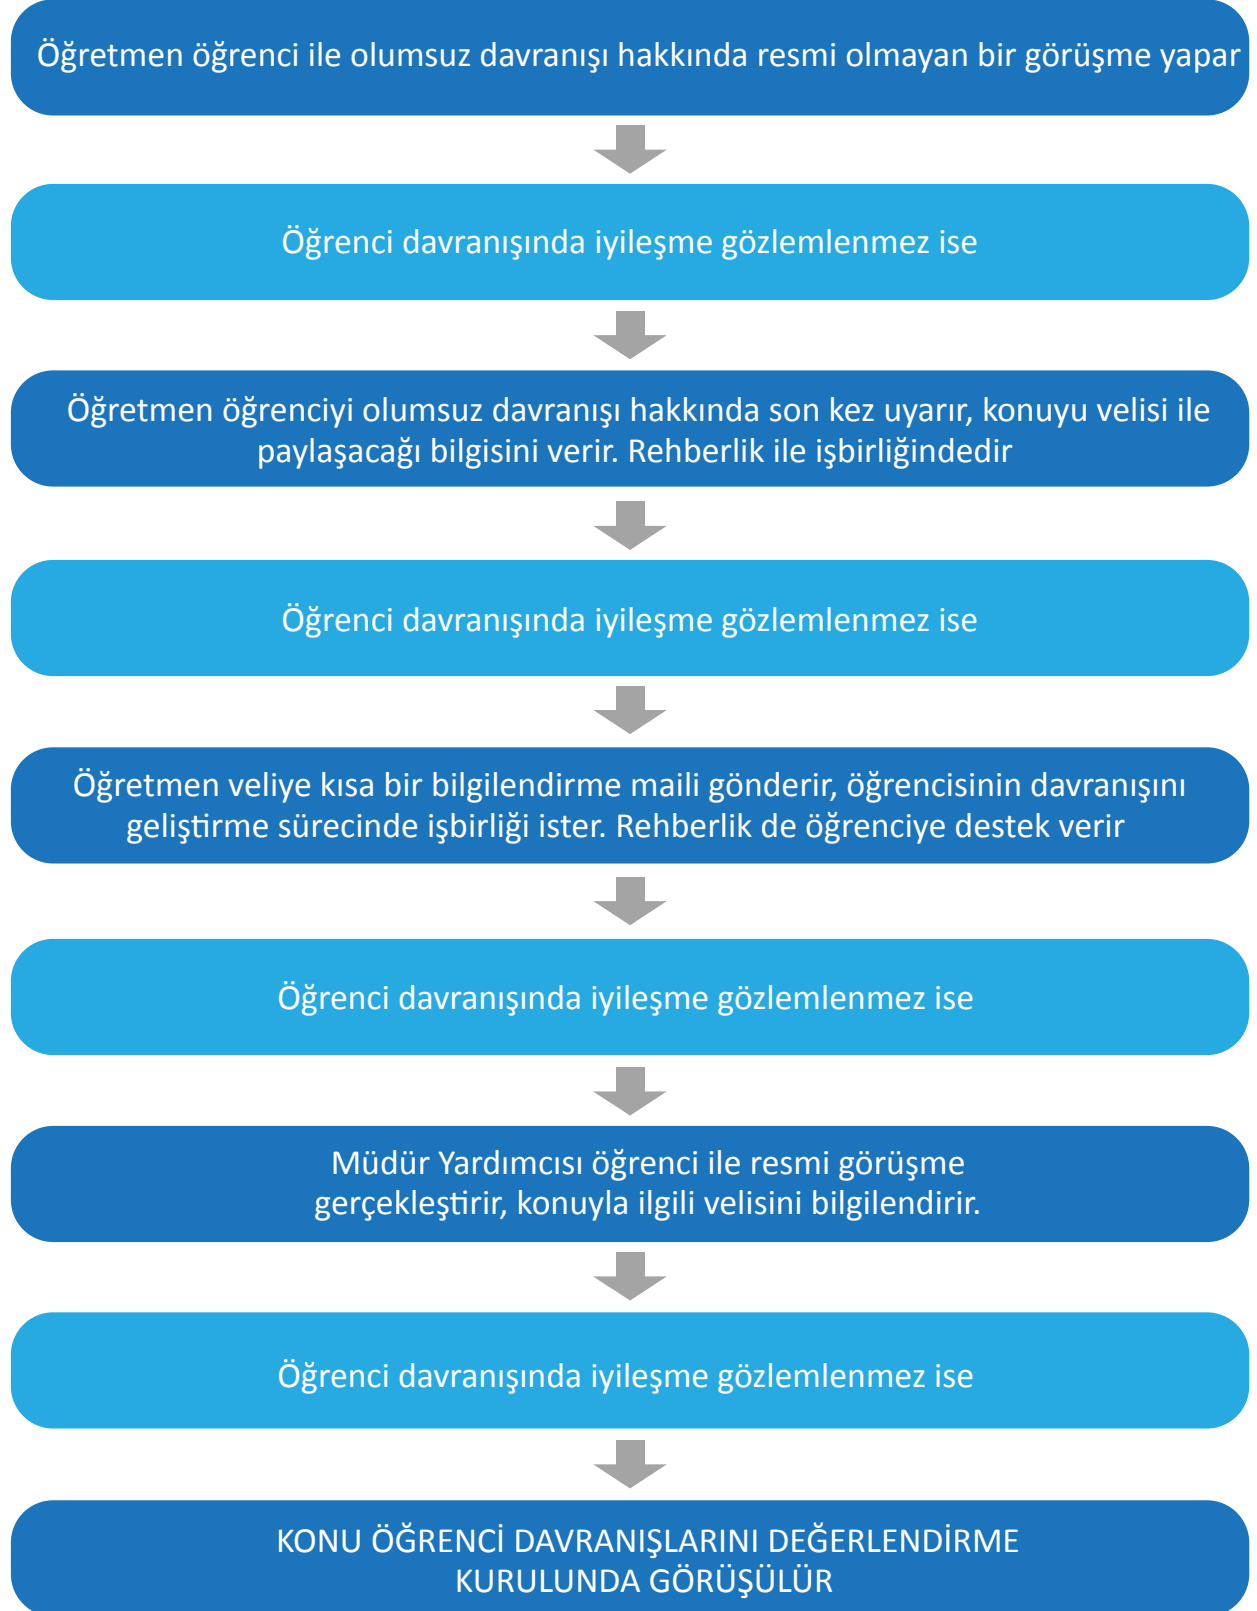 Öğretmen öğrenci ile olumsuz davranışı hakkında resmi olmayan bir görüşme yapar
Öğrenci davranışında iyileşme gözlemlenmez ise
Öğretmen öğrenciyi olumsuz davranışı hakkında son kez uyarır, konuyu velisi ile
paylaşacağı bilgisini verir. Rehberlik ile işbirliğindedir
Öğrenci davranışında iyileşme gözlemlenmez ise
Öğretmen veliye kısa bir bilgilendirme maili gönderir, öğrencisinin davranışını
geliştirme sürecinde işbirliği ister. Rehberlik de öğrenciye destek verir
Öğrenci davranışında iyileşme gözlemlenmez ise
Müdür Yardımcısı öğrenci ile resmi görüşme
gerçekleştirir, konuyla ilgili velisini bilgilendirir.
Öğrenci davranışında iyileşme gözlemlenmez ise
KONU ÖĞRENCİ DAVRANIŞLARINI DEĞERLENDİRME
KURULUNDA GÖRÜŞÜLÜR